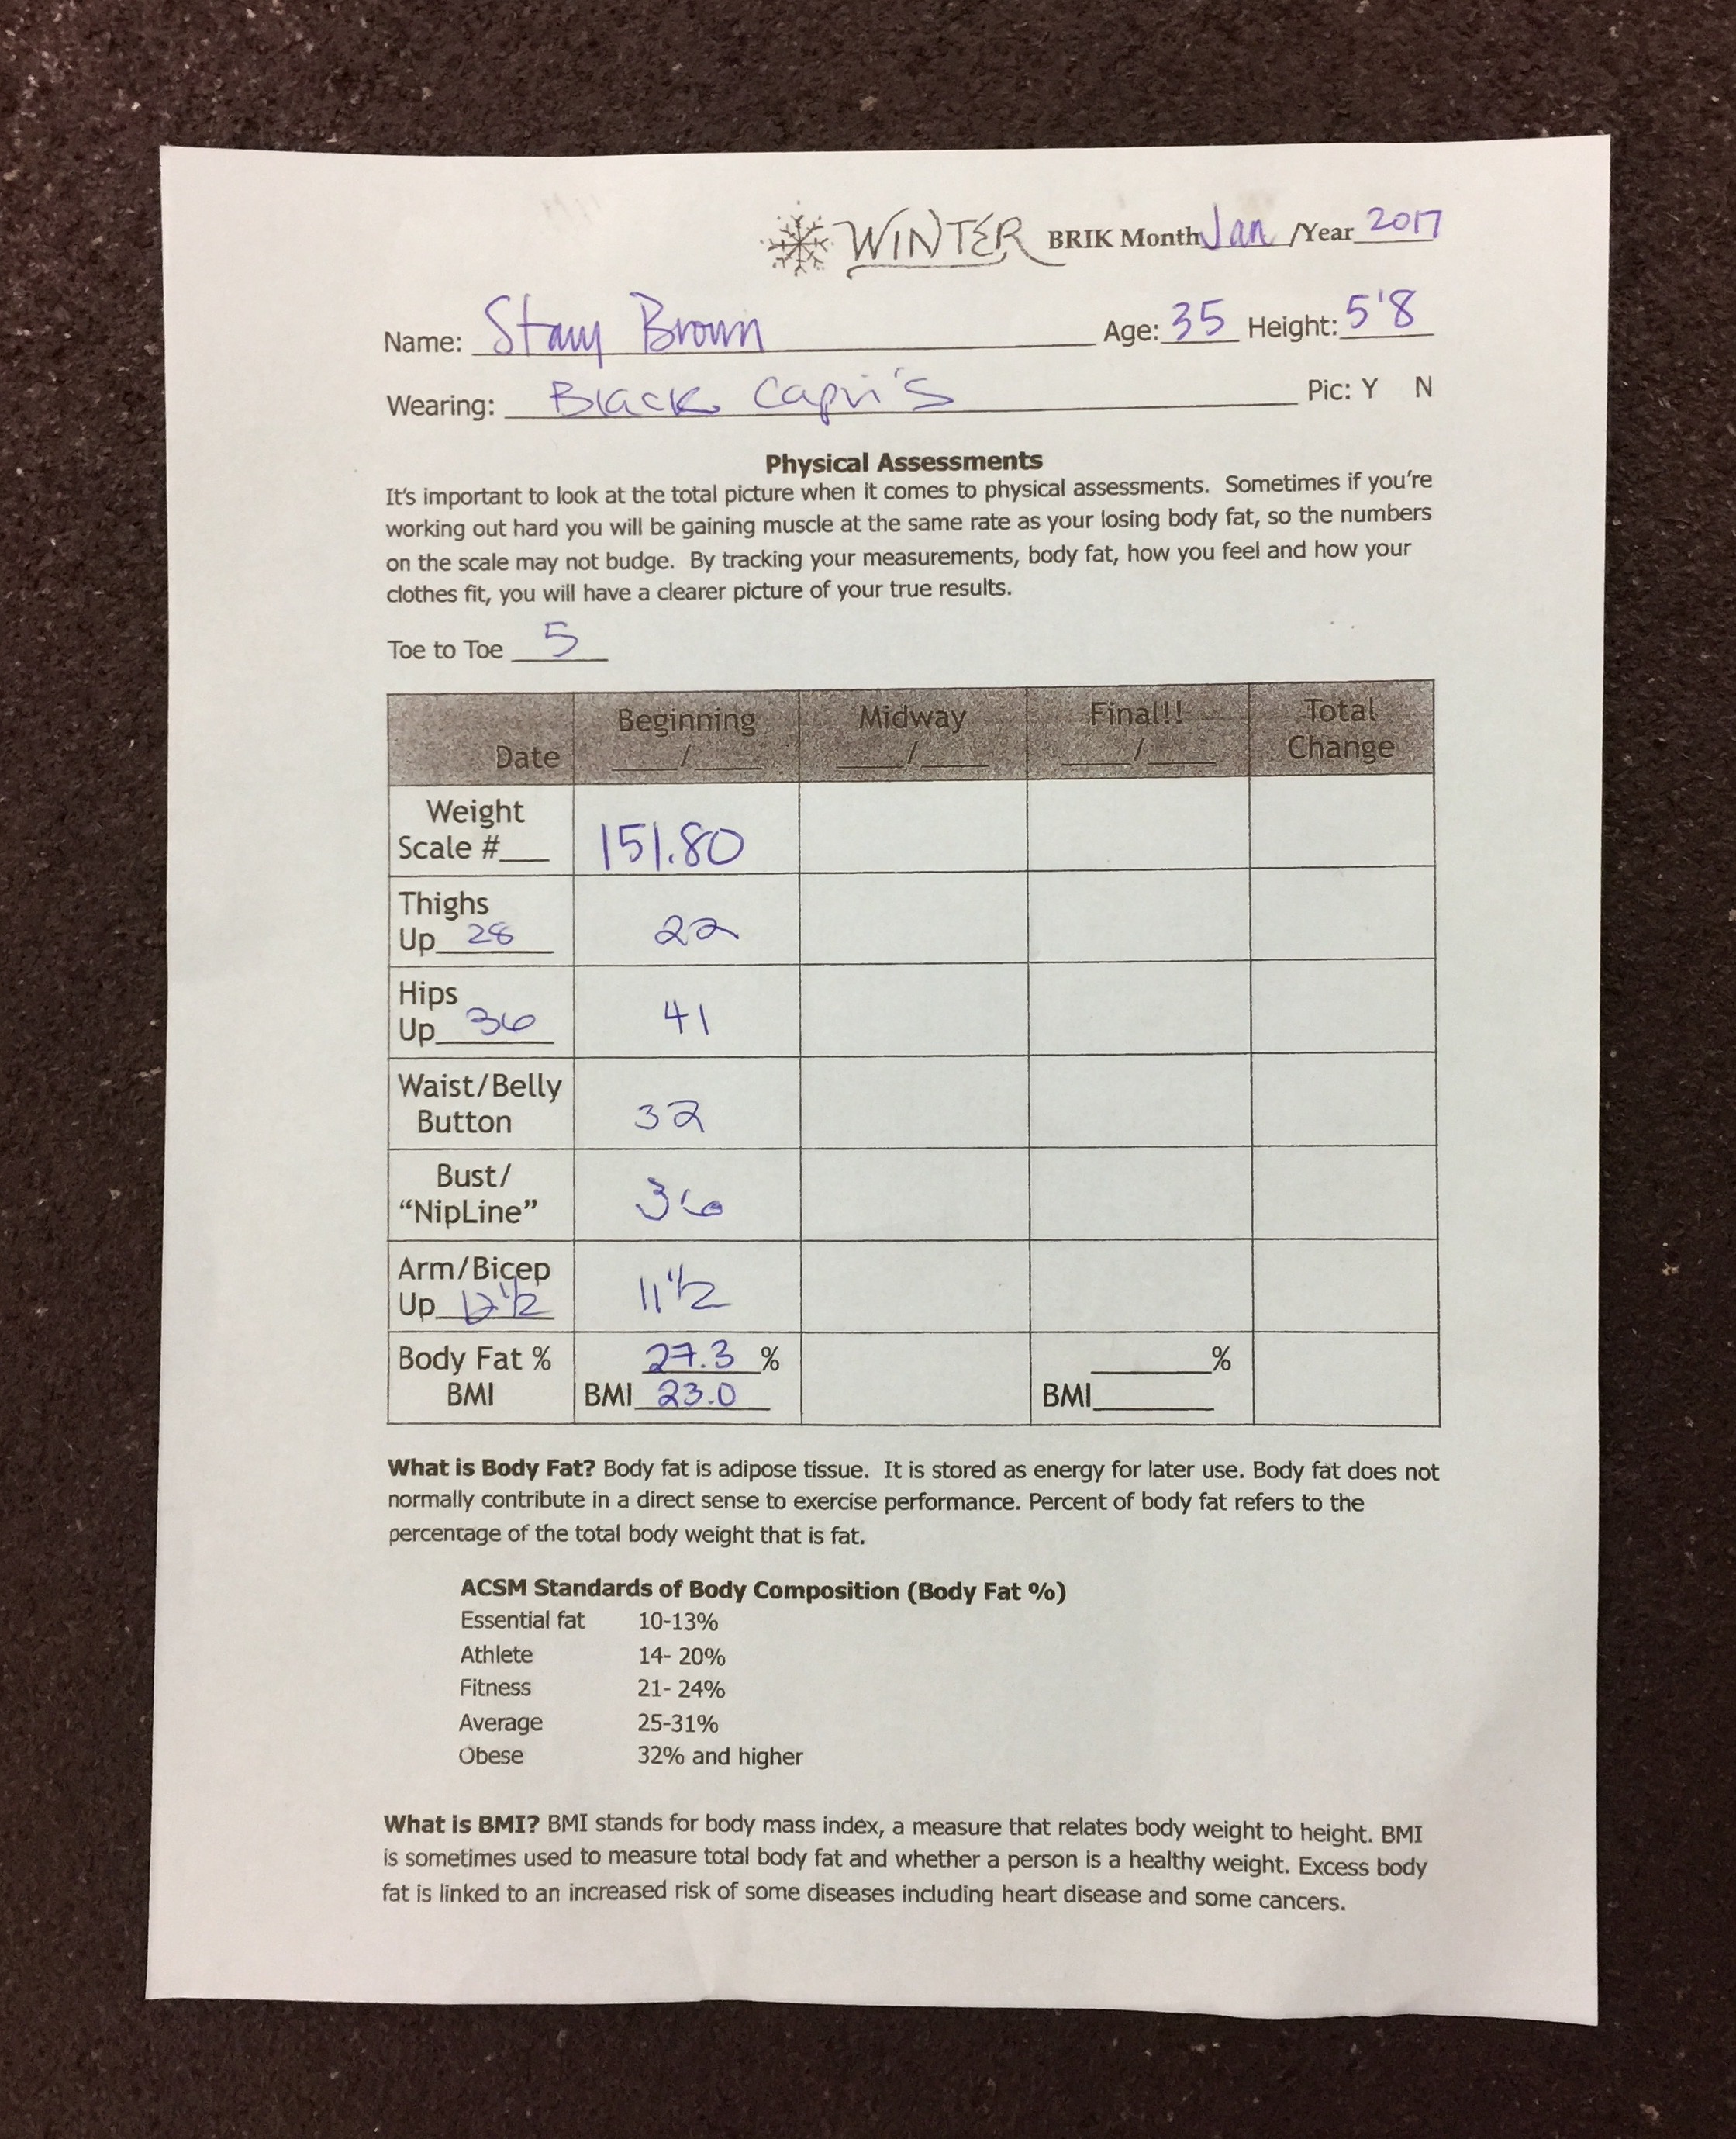 WINTER BRIK Month Jan /Year 2017
Name: Stacy Brown Age: 35 Height: 5'8
Wearing: Black Capri's Pic: Y N
Physical Assessments
It's important to look at the total picture when it comes to physical assessments. Sometimes if you're
working out hard you will be gaining muscle at the same rate as your losing body fat, so the numbers
on the scale may not budge. By tracking your measurements, body fat, how you feel and how your
clothes fit, you will have a clearer picture of your true results.
Toe to Toe 5
Date Beginning / Midway / Final!! / Total Change
Weight
Scale #___ 151.80
Thighs
Up 28 22
Hips
Up 36 41
Waist/Belly
Button 32
Bust/
"NipLine" 36
Arm/Bicep
Up 12 1/2 11 1/2
Body Fat % 27.3 % %
BMI BMI 23.0 BMI
What is Body Fat? Body fat is adipose tissue. It is stored as energy for later use. Body fat does not
normally contribute in a direct sense to exercise performance. Percent of body fat refers to the
percentage of the total body weight that is fat.
ACSM Standards of Body Composition (Body Fat %)
Essential fat 10-13%
Athlete 14- 20%
Fitness 21- 24%
Average 25-31%
Obese 32% and higher
What is BMI? BMI stands for body mass index, a measure that relates body weight to height. BMI
is sometimes used to measure total body fat and whether a person is a healthy weight. Excess body
fat is linked to an increased risk of some diseases including heart disease and some cancers.